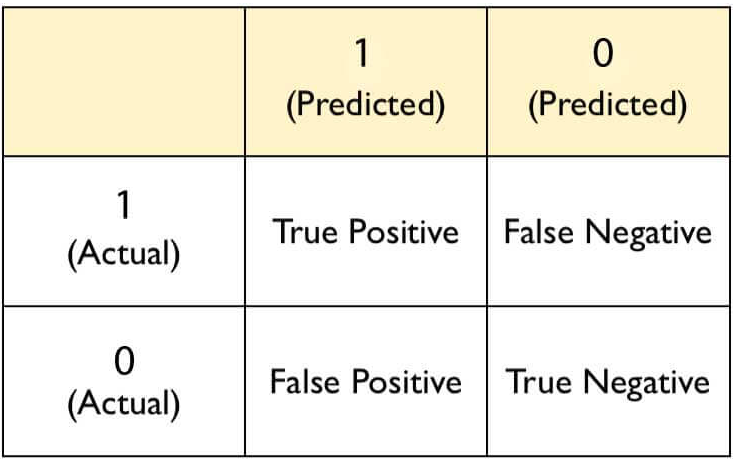 1
(Predicted)
0
(Predicted)
1
(Actual)
True Positive
False Negative
0
(Actual)
False Positive
True Negative